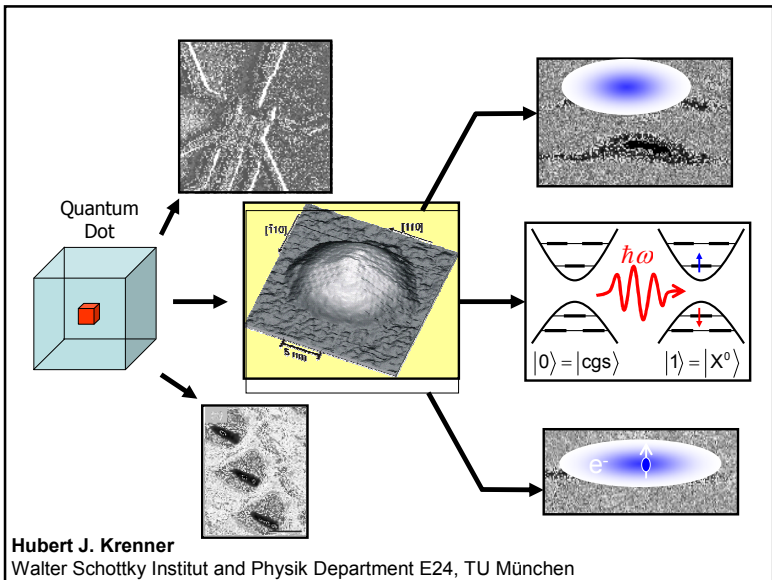 Quantum
Dot
[1̄10]
[110]
5 nm
ħω
|0⟩ = |cgs⟩
|1⟩ = |X⁰⟩
e⁻
Hubert J. Krenner
Walter Schottky Institut and Physik Department E24, TU München